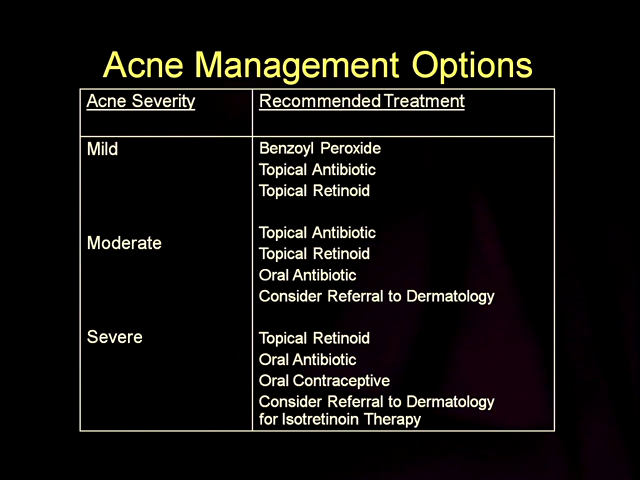 Acne Management Options
Acne Severity
Recommended Treatment
Mild
Benzoyl Peroxide
Topical Antibiotic
Topical Retinoid
Moderate
Topical Antibiotic
Topical Retinoid
Oral Antibiotic
Consider Referral to Dermatology
Severe
Topical Retinoid
Oral Antibiotic
Oral Contraceptive
Consider Referral to Dermatology
for Isotretinoin Therapy